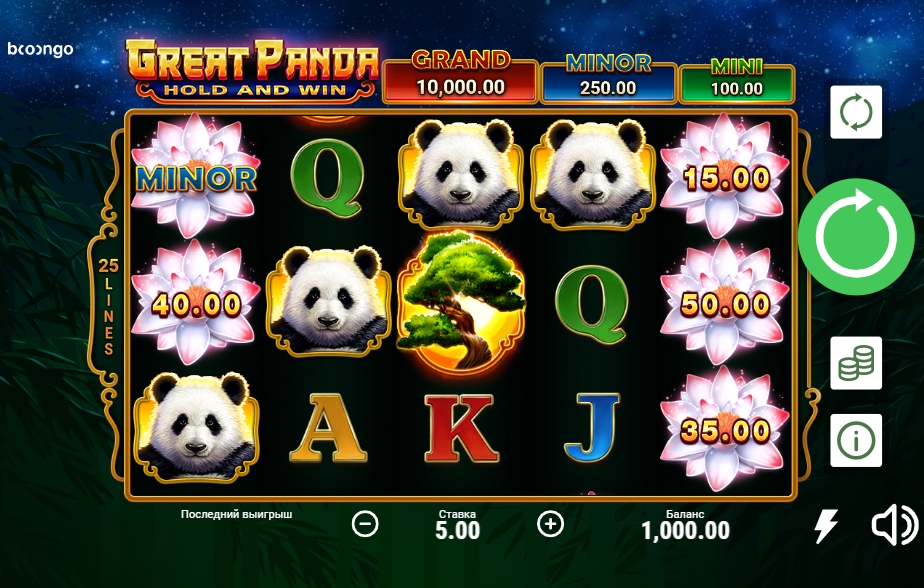 booongo
GREAT PANDA
HOLD AND WIN
GRAND
10,000.00
MINOR
250.00
MINI
100.00
MINOR
Q
15.00
25
LINES
40.00
Q
50.00
A
K
J
35.00
Последний выигрыш
Ставка
5.00
Баланс
1,000.00